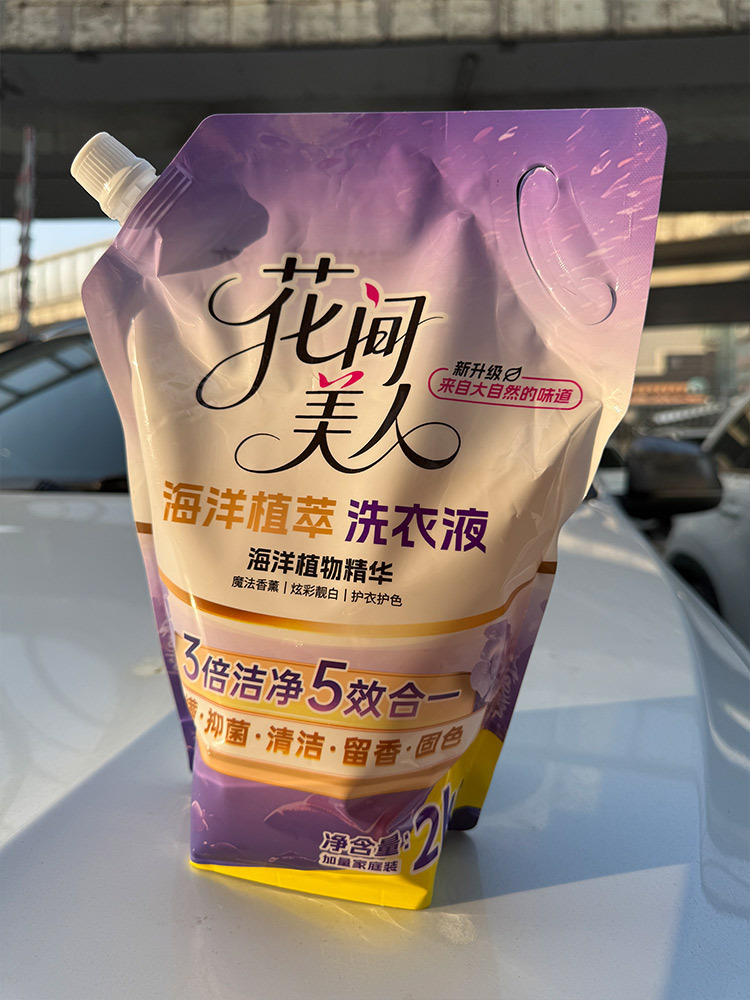 花间
美人
新升级
来自大自然的味道
海洋植萃 洗衣液
海洋植物精华
魔法香薰 | 炫彩靓白 | 护衣护色
3倍洁净 5效合一
·抑菌·清洁·留香·固色
净含量:2
加量家庭装